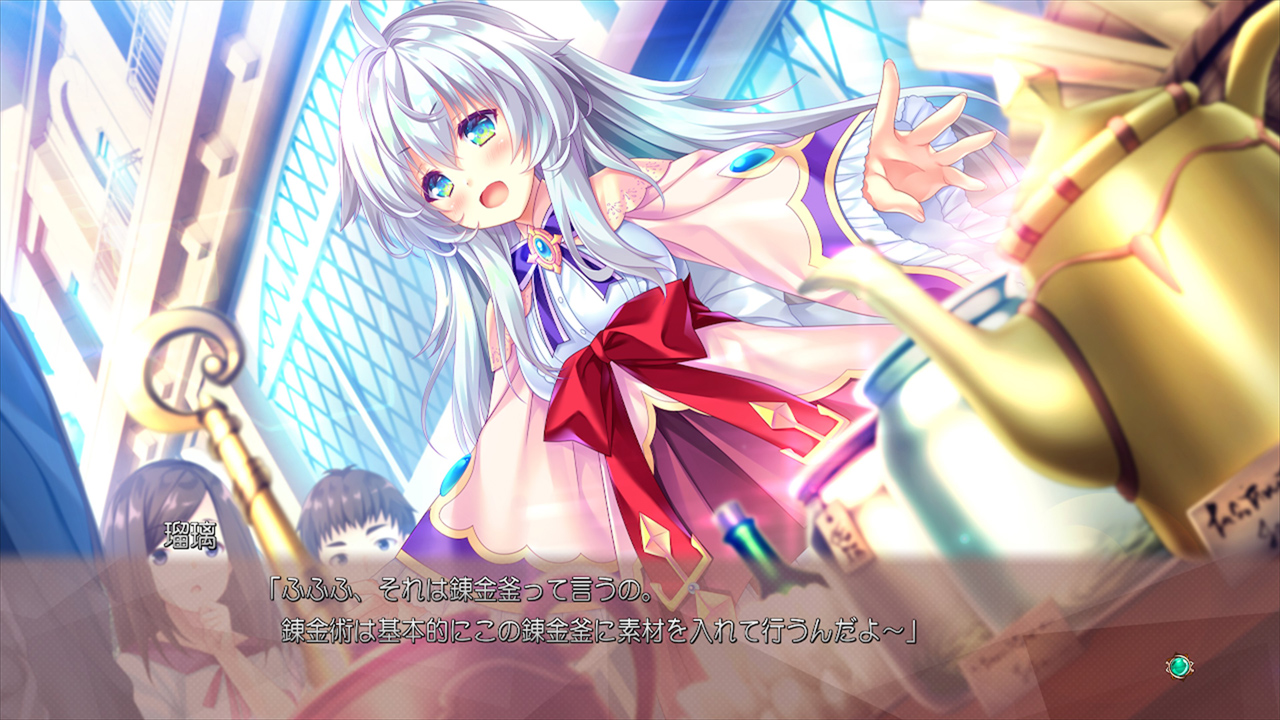 瑠璃
「ふふふ、それは錬金釜って言うの。
錬金術は基本的にこの錬金釜に素材を入れて行うんだよ～」